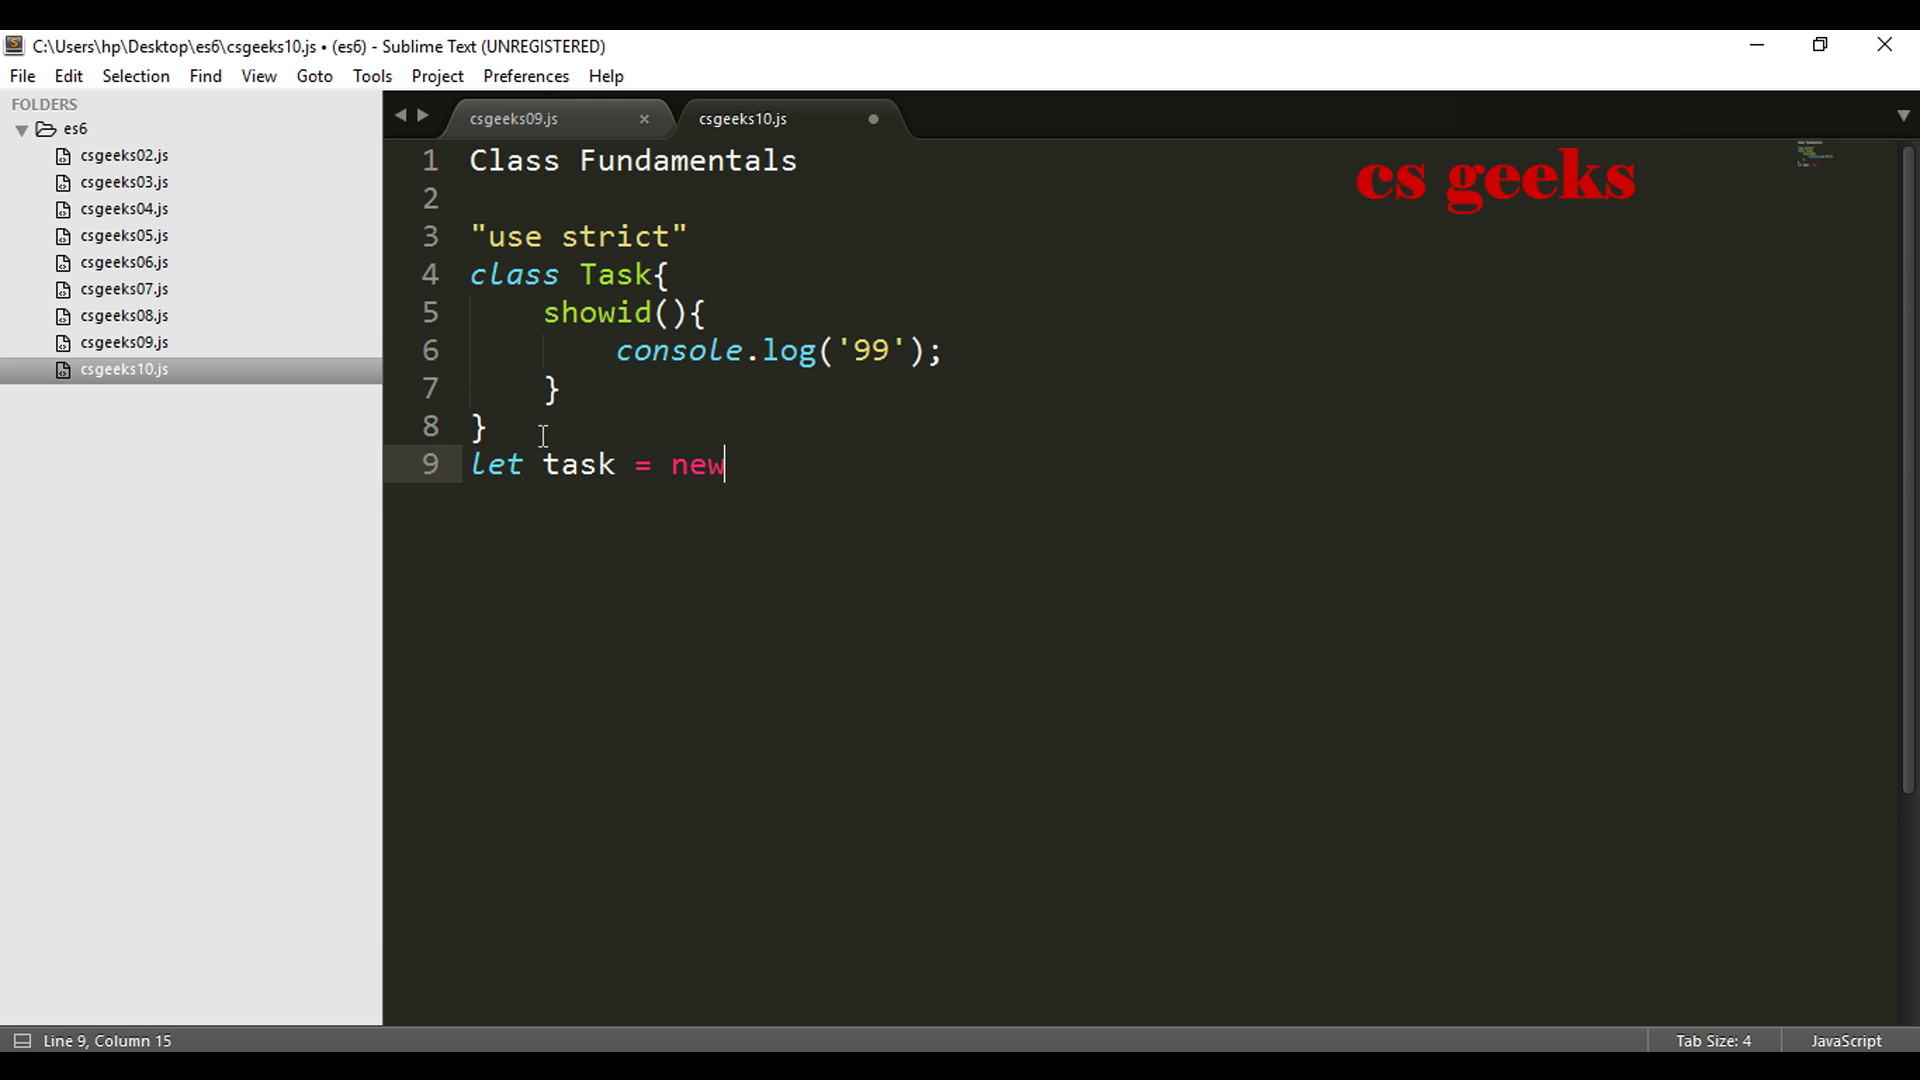 C:\Users\hp\Desktop\es6\csgeeks10.js • (es6) - Sublime Text (UNREGISTERED)
File Edit Selection Find View Goto Tools Project Preferences Help
FOLDERS
es6
csgeeks02.js
csgeeks03.js
csgeeks04.js
csgeeks05.js
csgeeks06.js
csgeeks07.js
csgeeks08.js
csgeeks09.js
csgeeks10.js
csgeeks09.js × csgeeks10.js
cs geeks
1 Class Fundamentals
2
3 "use strict"
4 class Task{
5     showid(){
6         console.log('99');
7     }
8 }
9 let task = new
Line 9, Column 15
Tab Size: 4
JavaScript